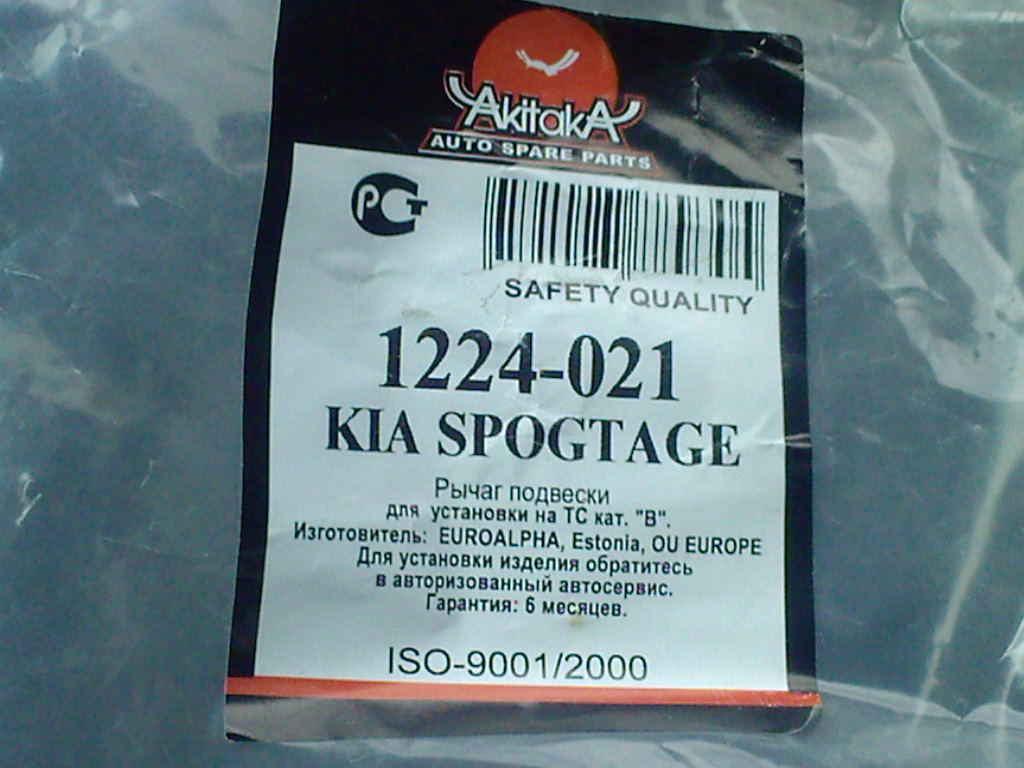 AkitakA
AUTO SPARE PARTS
РСТ
SAFETY QUALITY
1224-021
KIA SPOGTAGE
Рычаг подвески
для установки на ТС кат. "В".
Изготовитель: EUROALPHA, Estonia, OU EUROPE
Для установки изделия обратитесь
в авторизованный автосервис.
Гарантия: 6 месяцев.
ISO-9001/2000